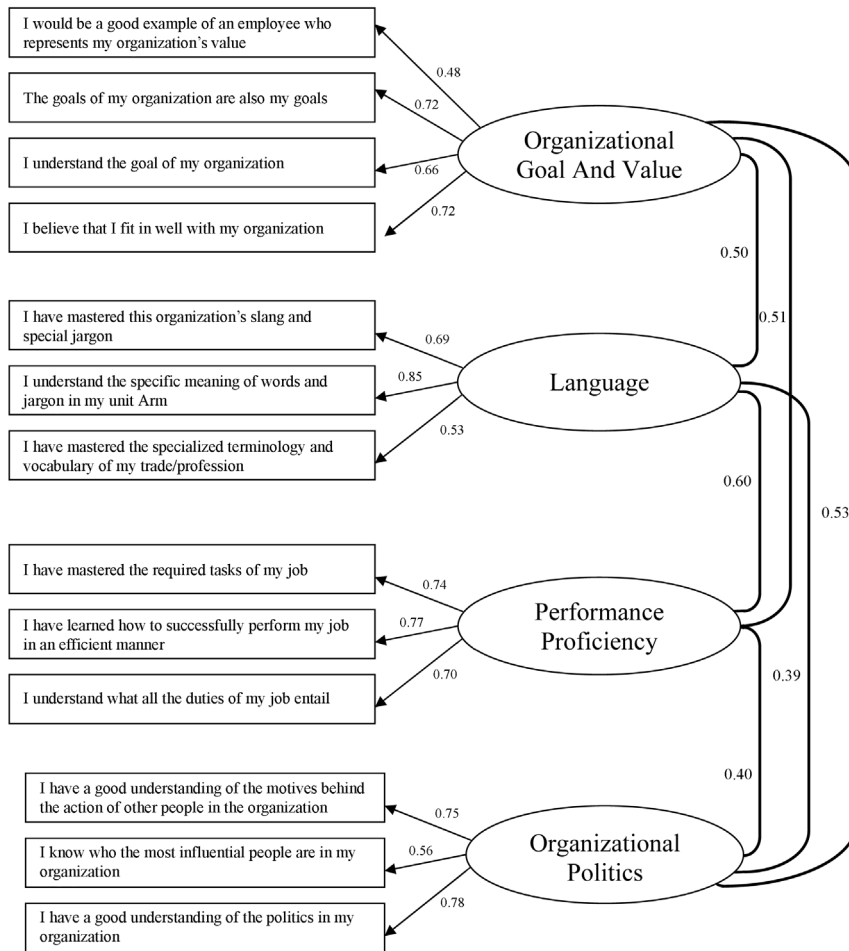 I would be a good example of an employee who
represents my organization's value
0.48
The goals of my organization are also my goals
0.72
Organizational
Goal And Value
I understand the goal of my organization
0.66
I believe that I fit in well with my organization
0.72
0.50
0.51
I have mastered this organization's slang and
special jargon
0.69
I understand the specific meaning of words and
jargon in my unit Arm
0.85
Language
I have mastered the specialized terminology and
vocabulary of my trade/profession
0.53
0.60
0.53
I have mastered the required tasks of my job
0.74
I have learned how to successfully perform my job
in an efficient manner
0.77
Performance
Proficiency
I understand what all the duties of my job entail
0.70
0.39
0.40
I have a good understanding of the motives behind
the action of other people in the organization
0.75
I know who the most influential people are in my
organization
0.56
Organizational
Politics
I have a good understanding of the politics in my
organization
0.78